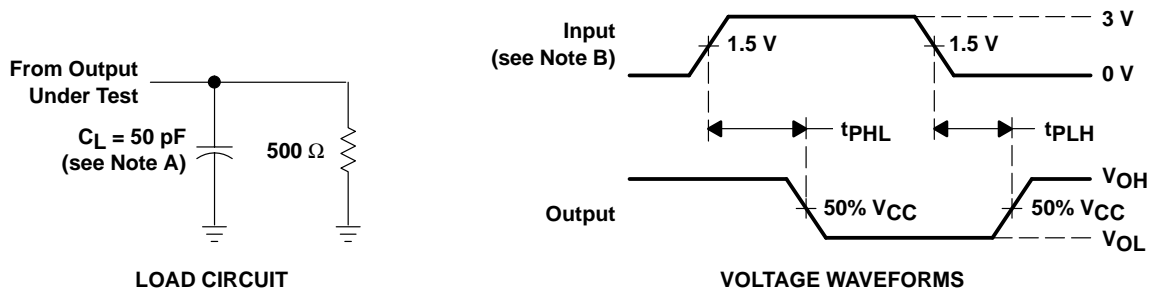 From Output
Under Test
CL = 50 pF
(see Note A)
500 Ω
LOAD CIRCUIT
Input
(see Note B)
1.5 V
1.5 V
3 V
0 V
tPHL
tPLH
Output
50% VCC
50% VCC
VOH
VOL
VOLTAGE WAVEFORMS